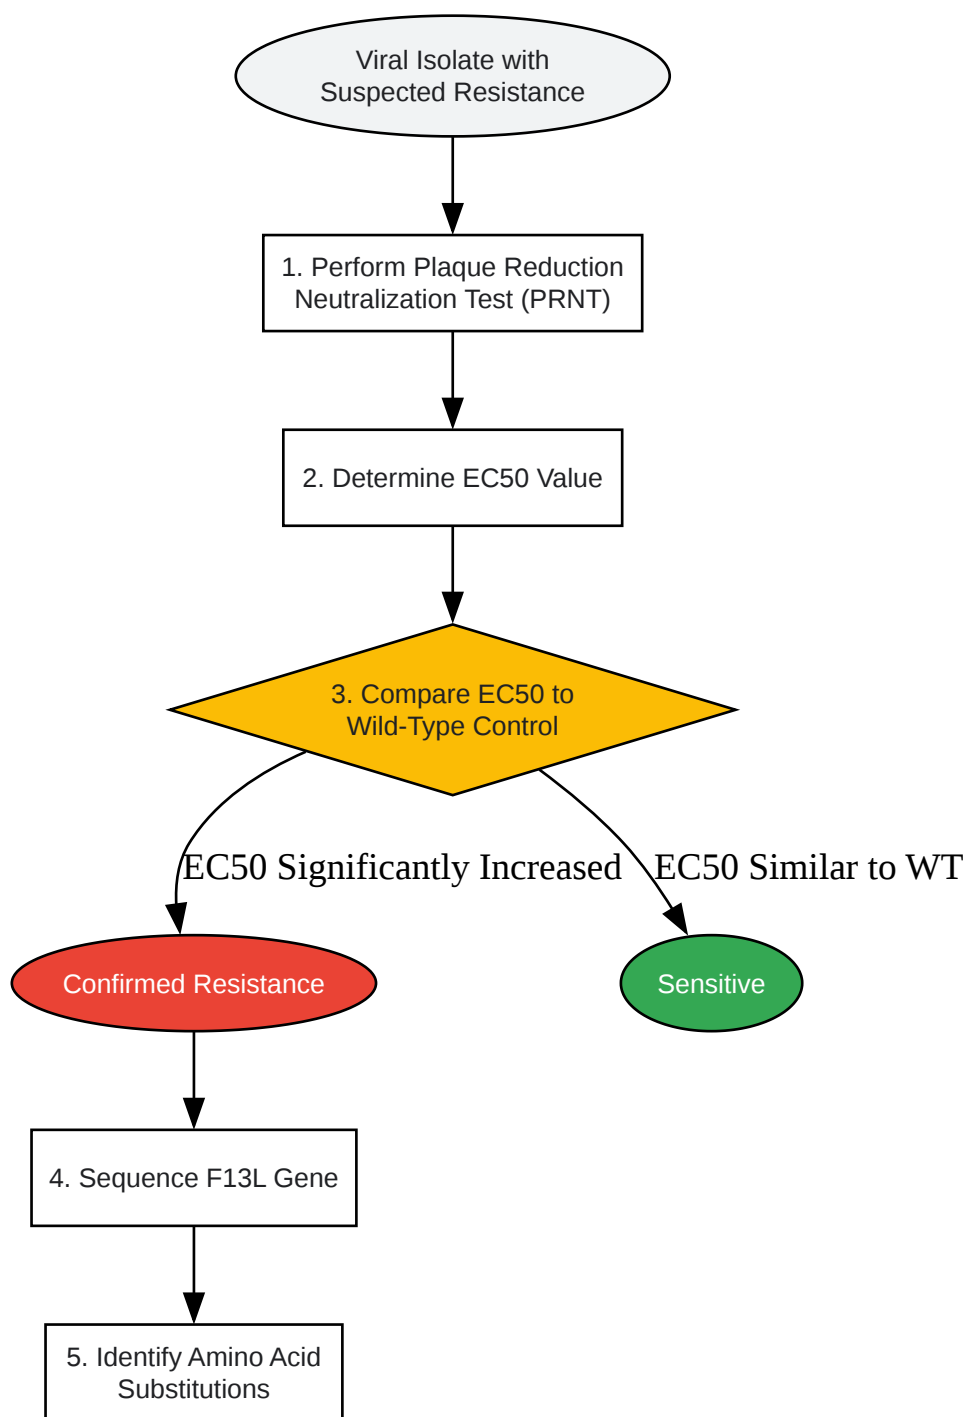 Viral Isolate with
Suspected Resistance
1. Perform Plaque Reduction
Neutralization Test (PRNT)
2. Determine EC50 Value
3. Compare EC50 to
Wild-Type Control
EC50 Significantly Increased
EC50 Similar to WT
Confirmed Resistance
Sensitive
4. Sequence F13L Gene
5. Identify Amino Acid
Substitutions